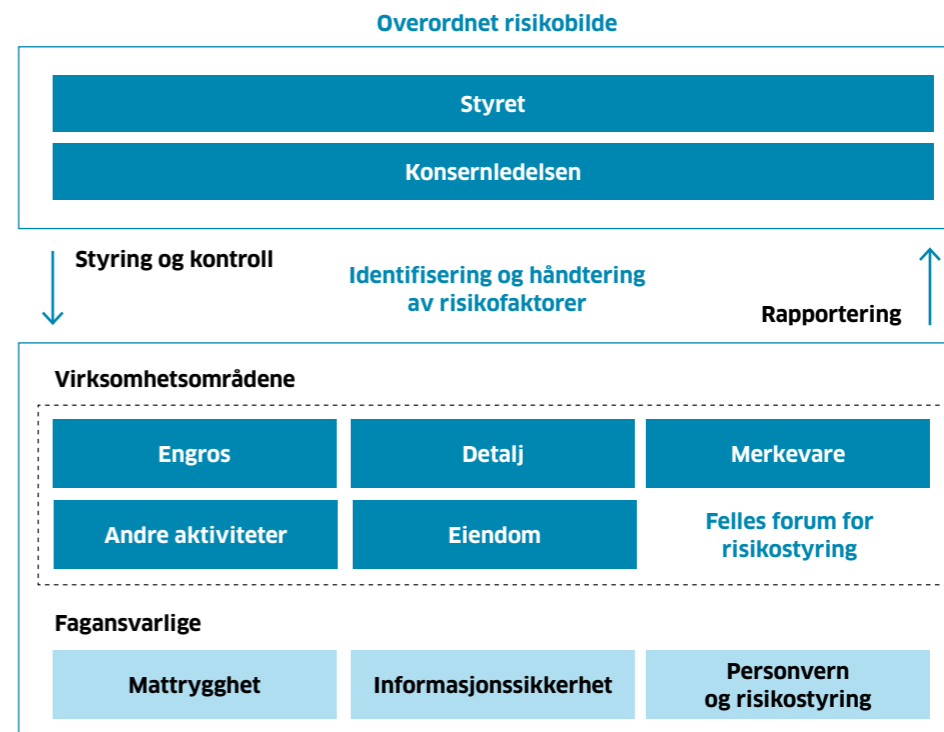 Overordnet risikobilde
Styret
Konsernledelsen
Styring og kontroll
Identifisering og håndtering
av risikofaktorer
Rapportering
Virksomhetsområdene
Engros
Detalj
Merkevare
Andre aktiviteter
Eiendom
Felles forum for
risikostyring
Fagansvarlige
Mattrygghet
Informasjonssikkerhet
Personvern
og risikostyring